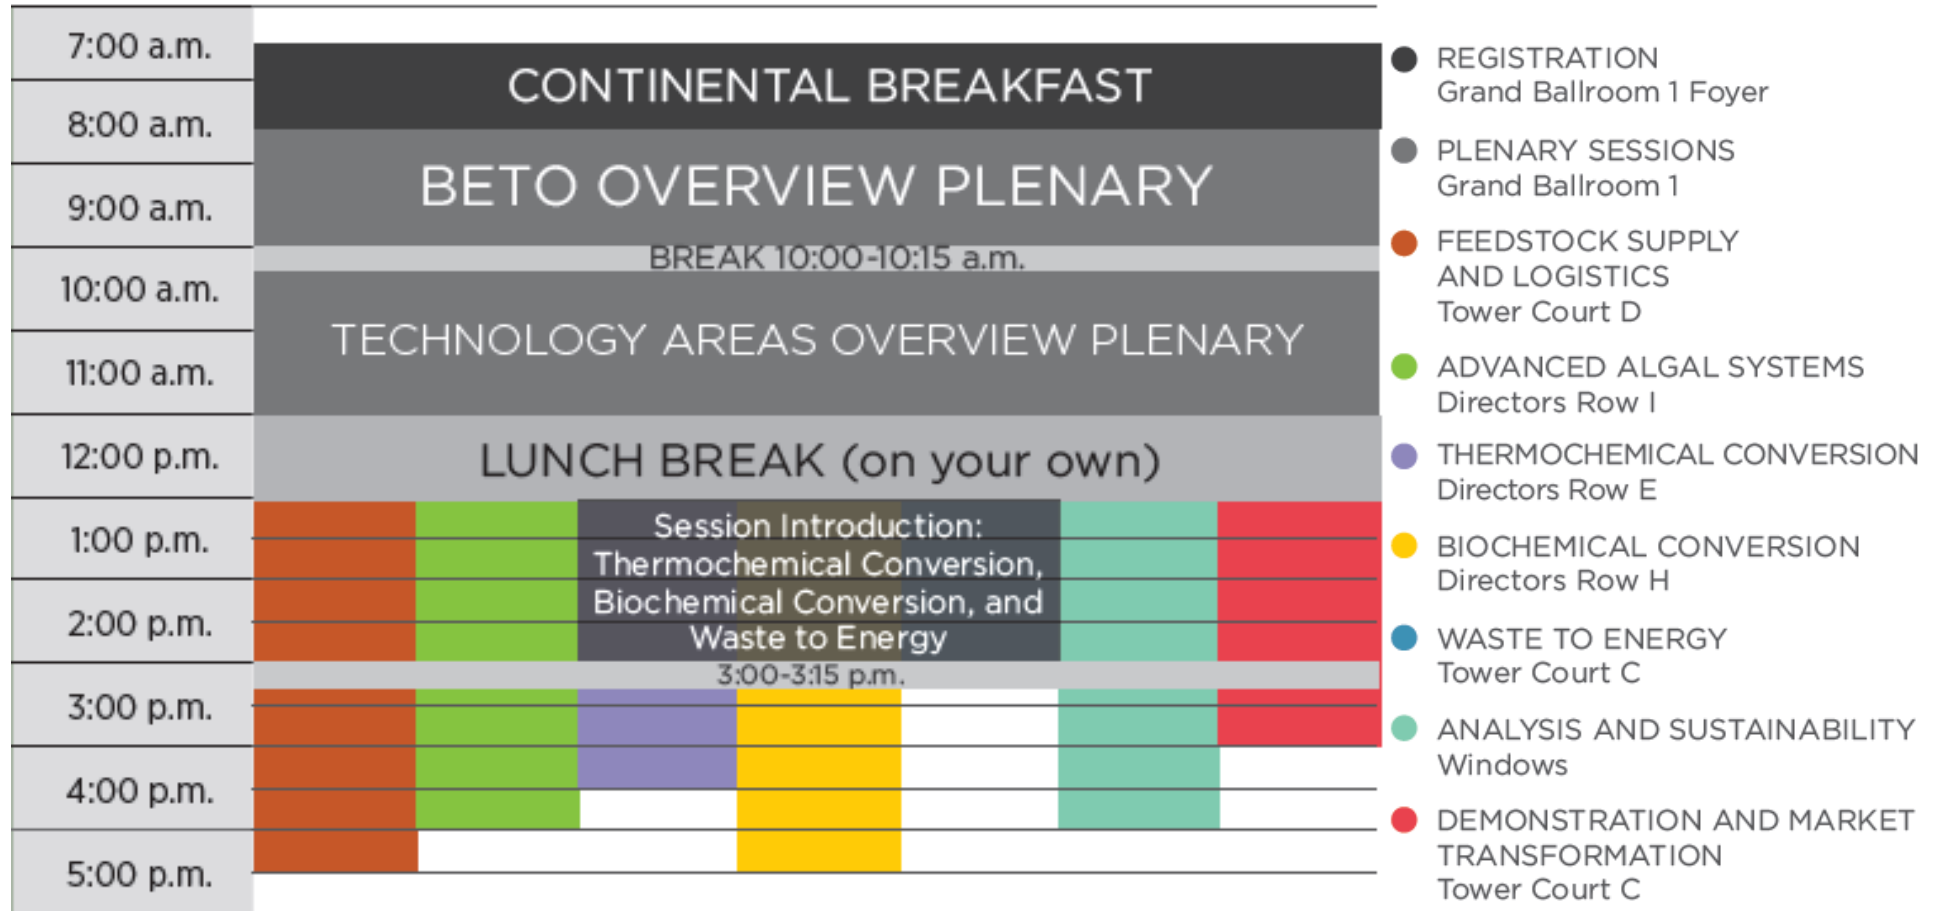 7:00 a.m.
8:00 a.m.
9:00 a.m.
10:00 a.m.
11:00 a.m.
12:00 p.m.
1:00 p.m.
2:00 p.m.
3:00 p.m.
4:00 p.m.
5:00 p.m.
CONTINENTAL BREAKFAST
BETO OVERVIEW PLENARY
BREAK 10:00-10:15 a.m.
TECHNOLOGY AREAS OVERVIEW PLENARY
LUNCH BREAK (on your own)
Session Introduction:
Thermochemical Conversion,
Biochemical Conversion, and
Waste to Energy
3:00-3:15 p.m.
REGISTRATION
Grand Ballroom 1 Foyer
PLENARY SESSIONS
Grand Ballroom 1
FEEDSTOCK SUPPLY
AND LOGISTICS
Tower Court D
ADVANCED ALGAL SYSTEMS
Directors Row I
THERMOCHEMICAL CONVERSION
Directors Row E
BIOCHEMICAL CONVERSION
Directors Row H
WASTE TO ENERGY
Tower Court C
ANALYSIS AND SUSTAINABILITY
Windows
DEMONSTRATION AND MARKET
TRANSFORMATION
Tower Court C